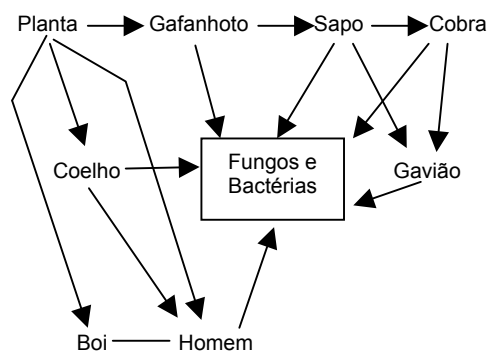 Planta Gafanhoto Sapo Cobra
Coelho
Fungos e
Bactérias
Gavião
Boi Homem